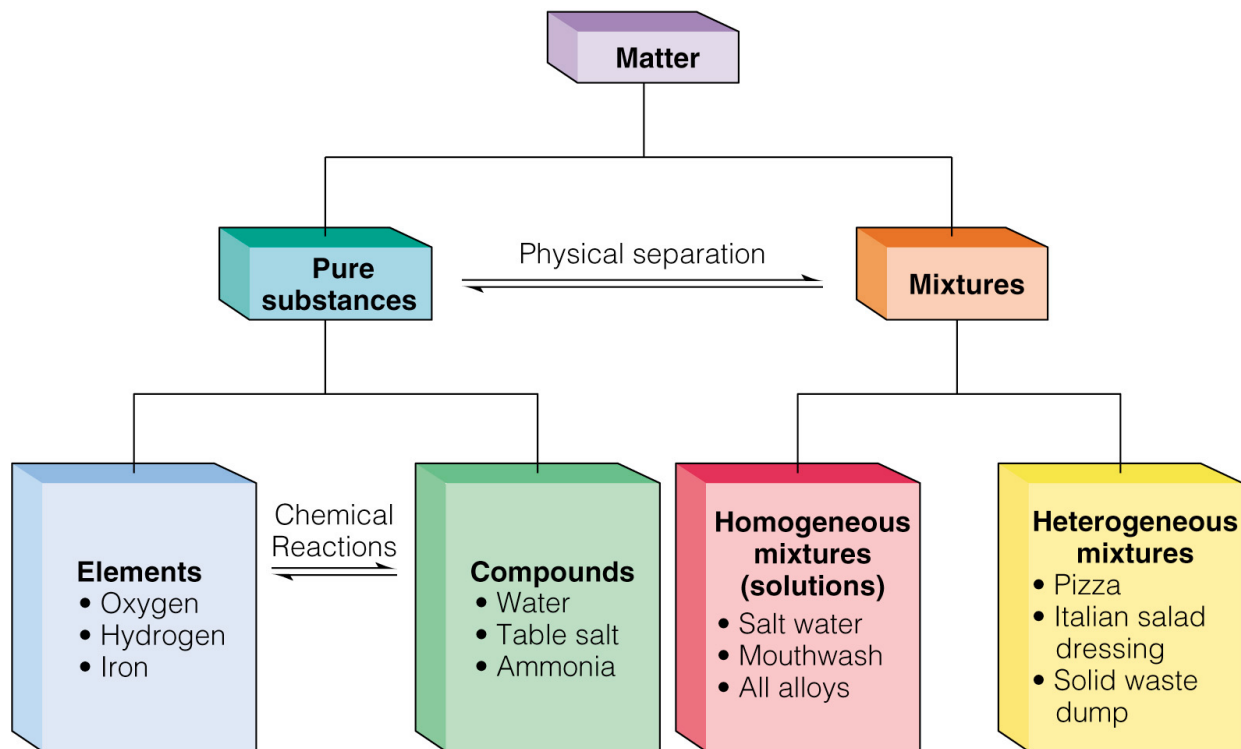 Matter
Pure
substances
Physical separation
Mixtures
Elements
• Oxygen
• Hydrogen
• Iron
Chemical
Reactions
Compounds
• Water
• Table salt
• Ammonia
Homogeneous
mixtures
(solutions)
• Salt water
• Mouthwash
• All alloys
Heterogeneous
mixtures
• Pizza
• Italian salad
dressing
• Solid waste
dump